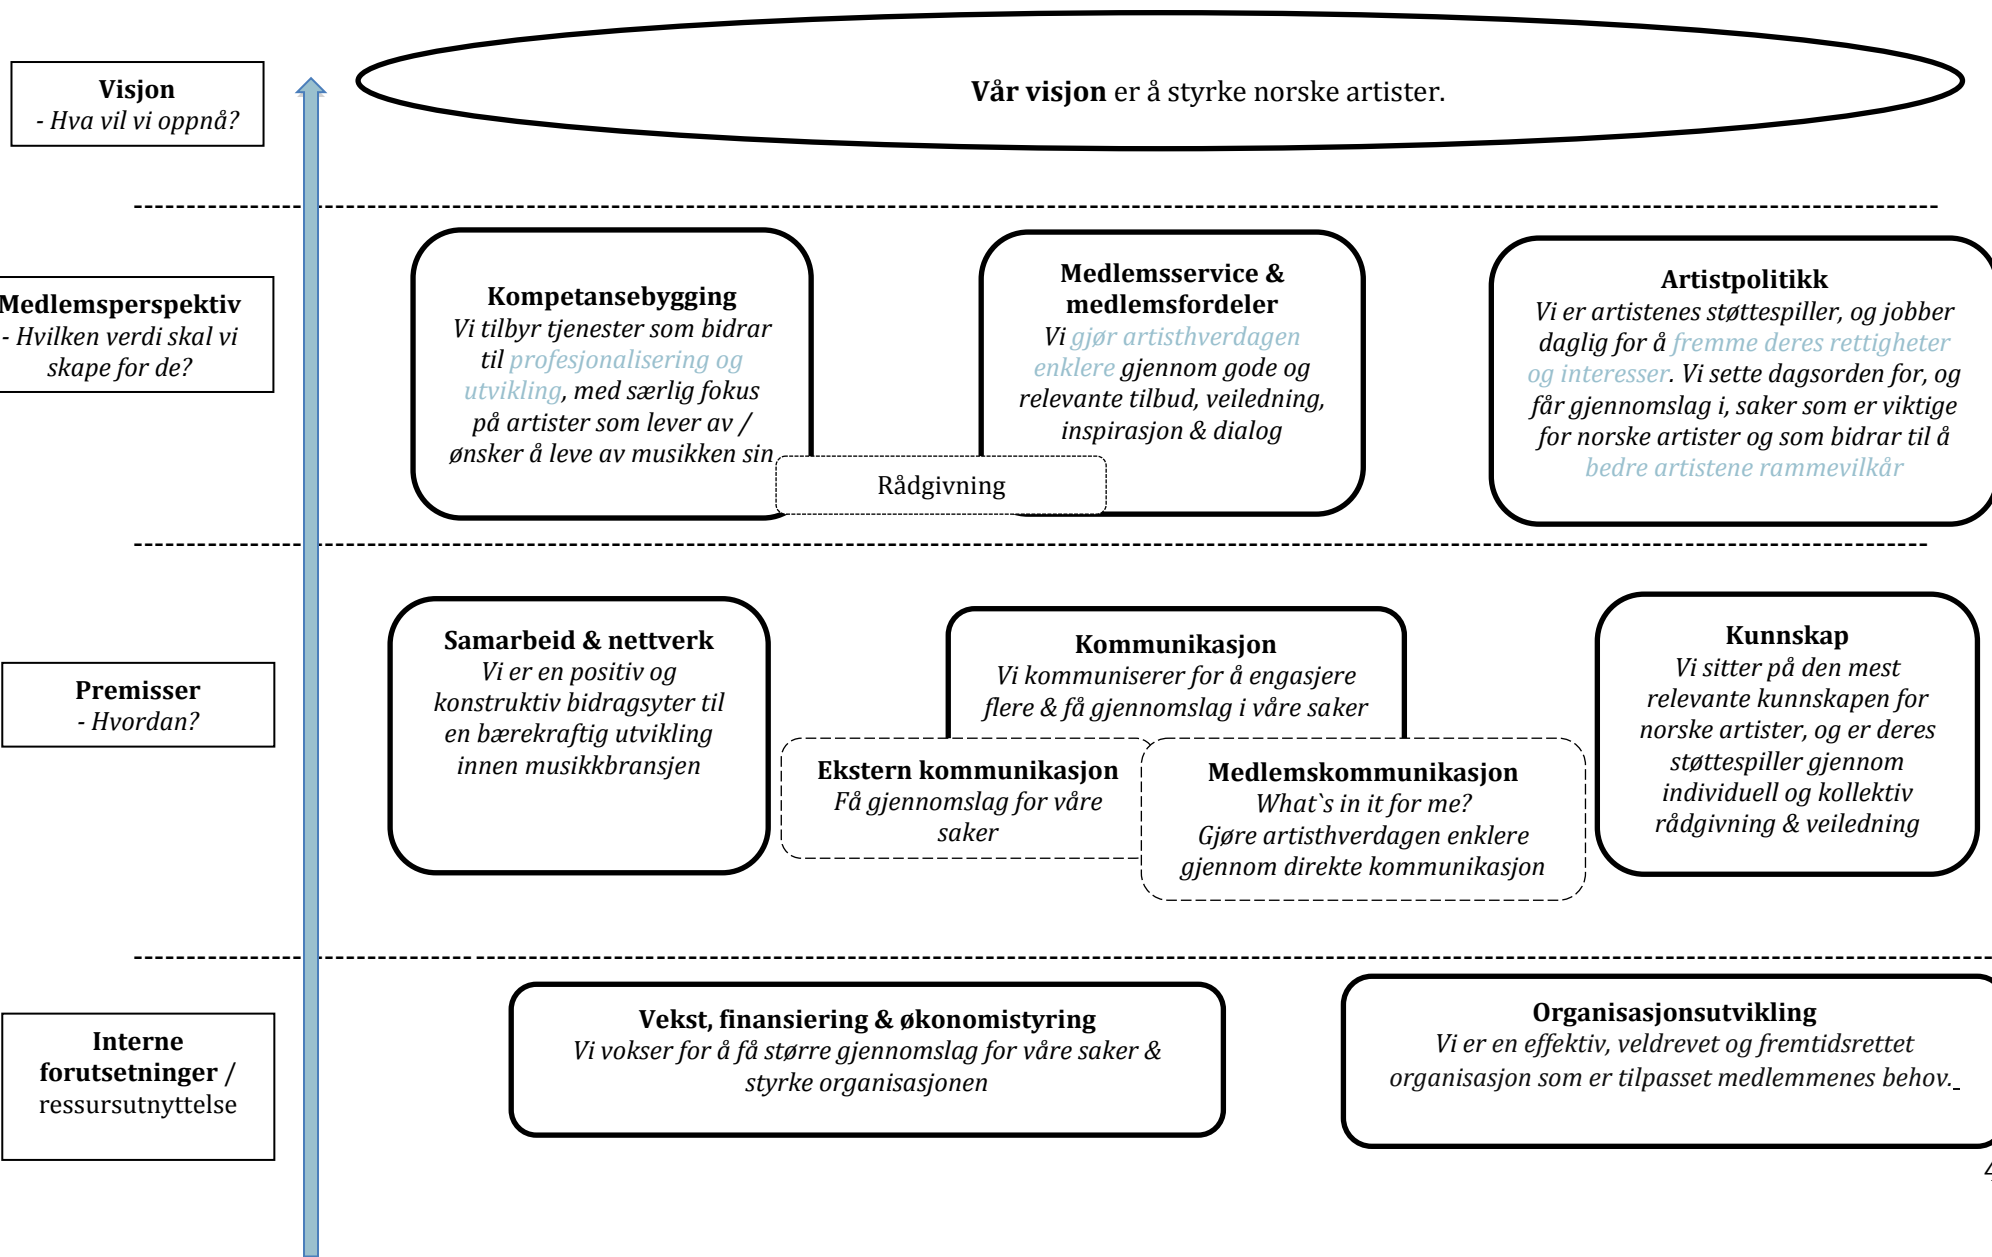 Visjon
- Hva vil vi oppnå?
Vår visjon er å styrke norske artister.
Medlemsperspektiv
- Hvilken verdi skal vi
skape for de?
Kompetansebygging
Vi tilbyr tjenester som bidrar
til profesjonalisering og
utvikling, med særlig fokus
på artister som lever av /
ønsker å leve av musikken sin
Medlemsservice &
medlemsfordeler
Vi gjør artisthverdagen
enklere gjennom gode og
relevante tilbud, veiledning,
inspirasjon & dialog
Rådgivning
Artistpolitikk
Vi er artistenes støttespiller, og jobber
daglig for å fremme deres rettigheter
og interesser. Vi sette dagsorden for, og
får gjennomslag i, saker som er viktige
for norske artister og som bidrar til å
bedre artistene rammevilkår
Premisser
- Hvordan?
Samarbeid & nettverk
Vi er en positiv og
konstruktiv bidragsyter til
en bærekraftig utvikling
innen musikkbransjen
Kommunikasjon
Vi kommuniserer for å engasjere
flere & få gjennomslag i våre saker
Ekstern kommunikasjon
Få gjennomslag for våre
saker
Medlemskommunikasjon
What`s in it for me?
Gjøre artisthverdagen enklere
gjennom direkte kommunikasjon
Kunnskap
Vi sitter på den mest
relevante kunnskapen for
norske artister, og er deres
støttespiller gjennom
individuell og kollektiv
rådgivning & veiledning
Interne
forutsetninger /
ressursutnyttelse
Vekst, finansiering & økonomistyring
Vi vokser for å få større gjennomslag for våre saker &
styrke organisasjonen
Organisasjonsutvikling
Vi er en effektiv, veldrevet og fremtidsrettet
organisasjon som er tilpasset medlemmenes behov.
4